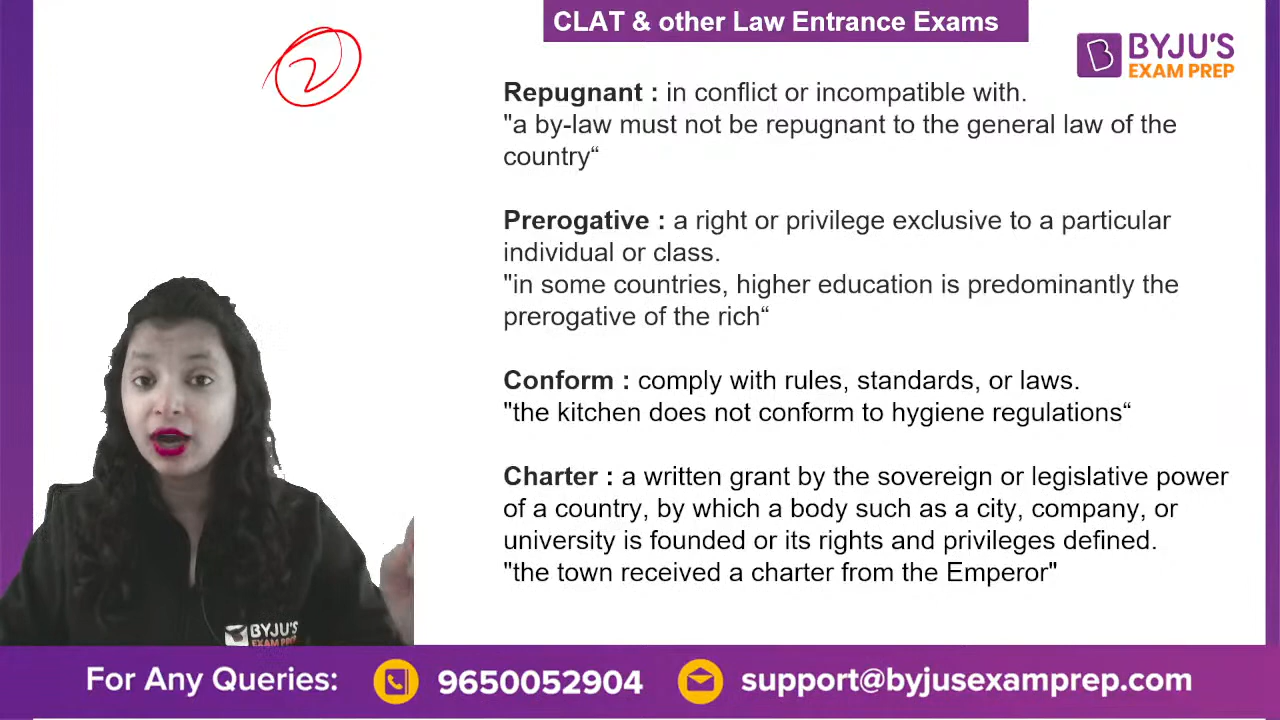 CLAT & other Law Entrance Exams
BYJU'S
EXAM PREP
2
Repugnant : in conflict or incompatible with.
"a by-law must not be repugnant to the general law of the
country“
Prerogative : a right or privilege exclusive to a particular
individual or class.
"in some countries, higher education is predominantly the
prerogative of the rich“
Conform : comply with rules, standards, or laws.
"the kitchen does not conform to hygiene regulations“
Charter : a written grant by the sovereign or legislative power
of a country, by which a body such as a city, company, or
university is founded or its rights and privileges defined.
"the town received a charter from the Emperor"
BYJU'S
EXAM PREP
For Any Queries: 9650052904 support@byjusexamprep.com